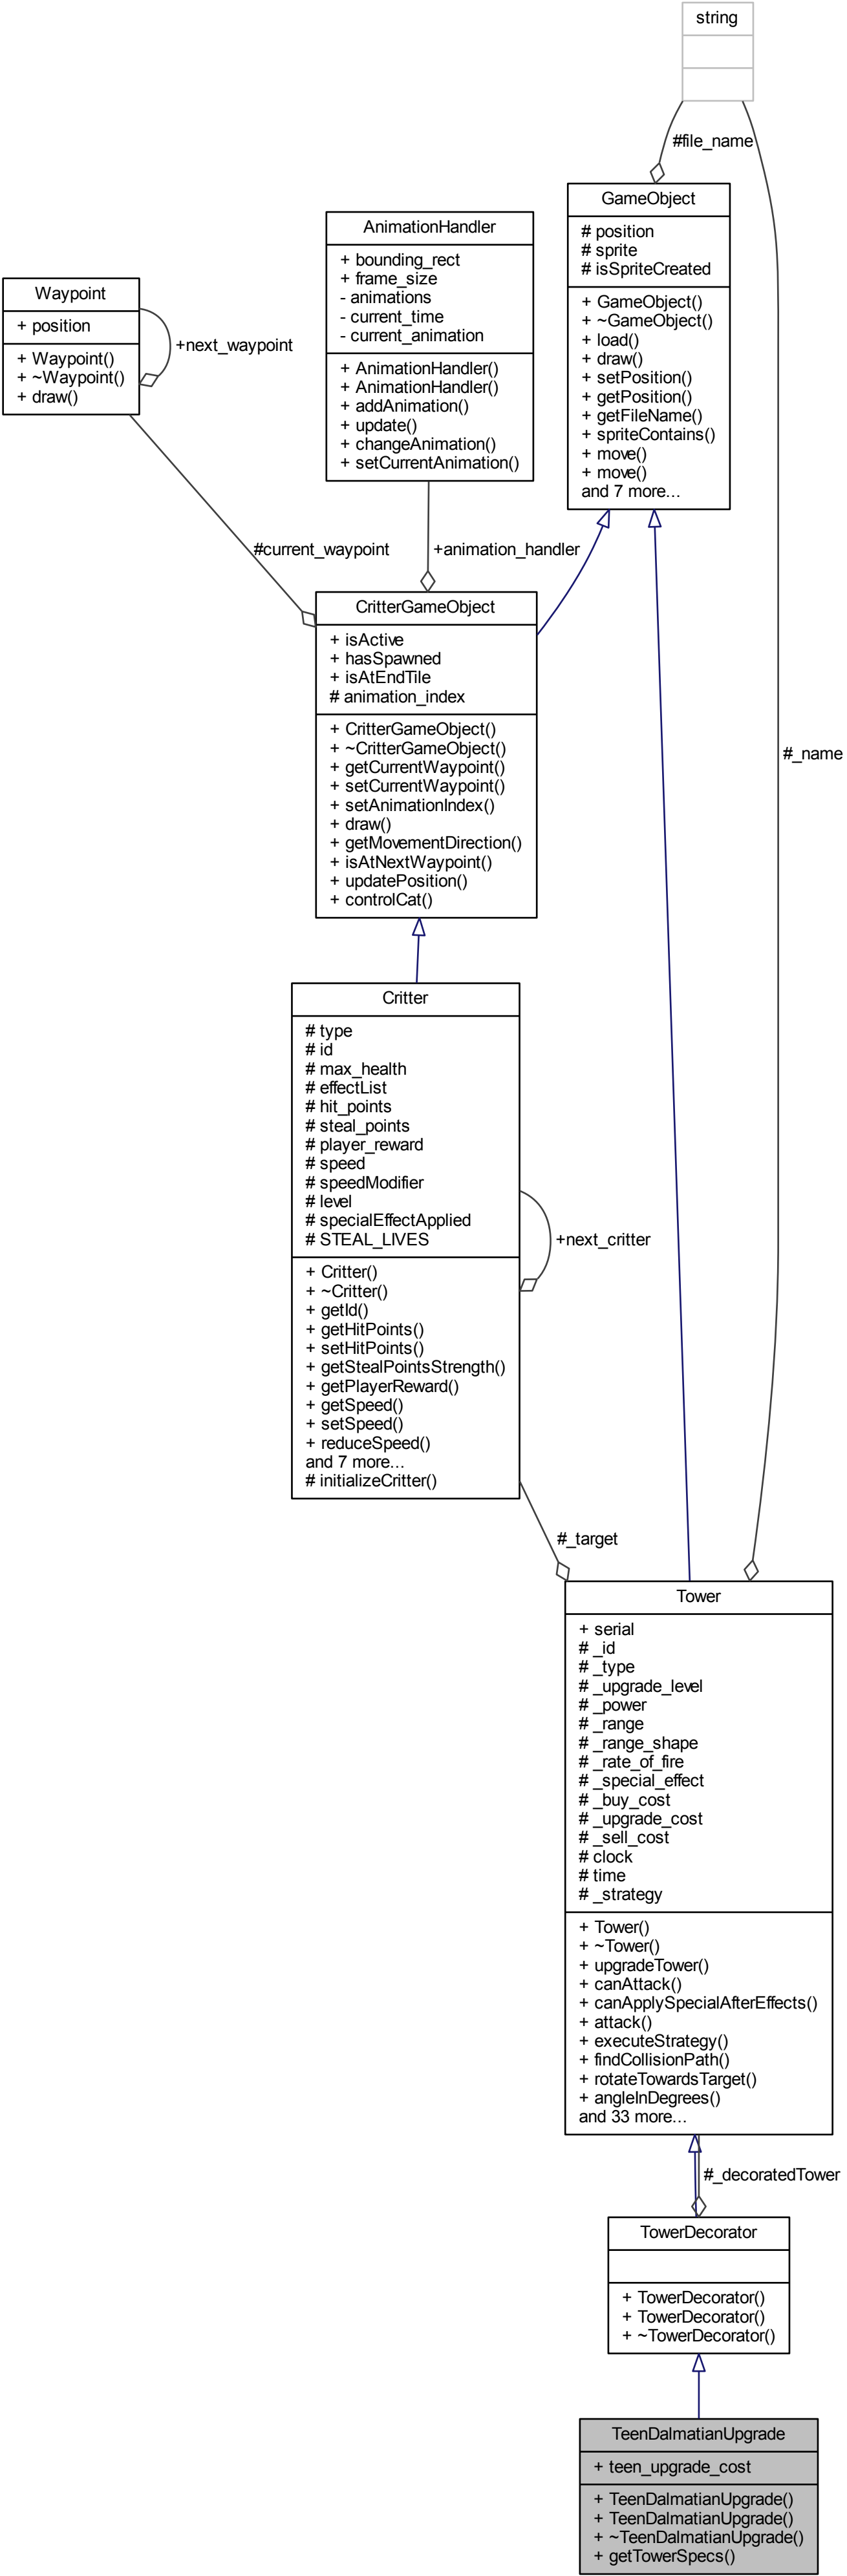 string
#file_name
GameObject
# position
# sprite
# isSpriteCreated
+ GameObject()
+ ~GameObject()
+ load()
+ draw()
+ setPosition()
+ getPosition()
+ getFileName()
+ spriteContains()
+ move()
+ move()
and 7 more...
AnimationHandler
+ bounding_rect
+ frame_size
- animations
- current_time
- current_animation
+ AnimationHandler()
+ AnimationHandler()
+ addAnimation()
+ update()
+ changeAnimation()
+ setCurrentAnimation()
Waypoint
+ position
+ Waypoint()
+ ~Waypoint()
+ draw()
+next_waypoint
#current_waypoint
+animation_handler
CritterGameObject
+ isActive
+ hasSpawned
+ isAtEndTile
# animation_index
+ CritterGameObject()
+ ~CritterGameObject()
+ getCurrentWaypoint()
+ setCurrentWaypoint()
+ setAnimationIndex()
+ draw()
+ getMovementDirection()
+ isAtNextWaypoint()
+ updatePosition()
+ controlCat()
#_name
Critter
# type
# id
# max_health
# effectList
# hit_points
# steal_points
# player_reward
# speed
# speedModifier
# level
# specialEffectApplied
# STEAL_LIVES
+ Critter()
+ ~Critter()
+ getId()
+ getHitPoints()
+ setHitPoints()
+ getStealPointsStrength()
+ getPlayerReward()
+ getSpeed()
+ setSpeed()
+ reduceSpeed()
and 7 more...
# initializeCritter()
+next_critter
#_target
Tower
+ serial
# _id
# _type
# _upgrade_level
# _power
# _range
# _range_shape
# _rate_of_fire
# _special_effect
# _buy_cost
# _upgrade_cost
# _sell_cost
# clock
# time
# _strategy
+ Tower()
+ ~Tower()
+ upgradeTower()
+ canAttack()
+ canApplySpecialAfterEffects()
+ attack()
+ executeStrategy()
+ findCollisionPath()
+ rotateTowardsTarget()
+ angleInDegrees()
and 33 more...
#_decoratedTower
TowerDecorator
+ TowerDecorator()
+ TowerDecorator()
+ ~TowerDecorator()
TeenDalmatianUpgrade
+ teen_upgrade_cost
+ TeenDalmatianUpgrade()
+ TeenDalmatianUpgrade()
+ ~TeenDalmatianUpgrade()
+ getTowerSpecs()